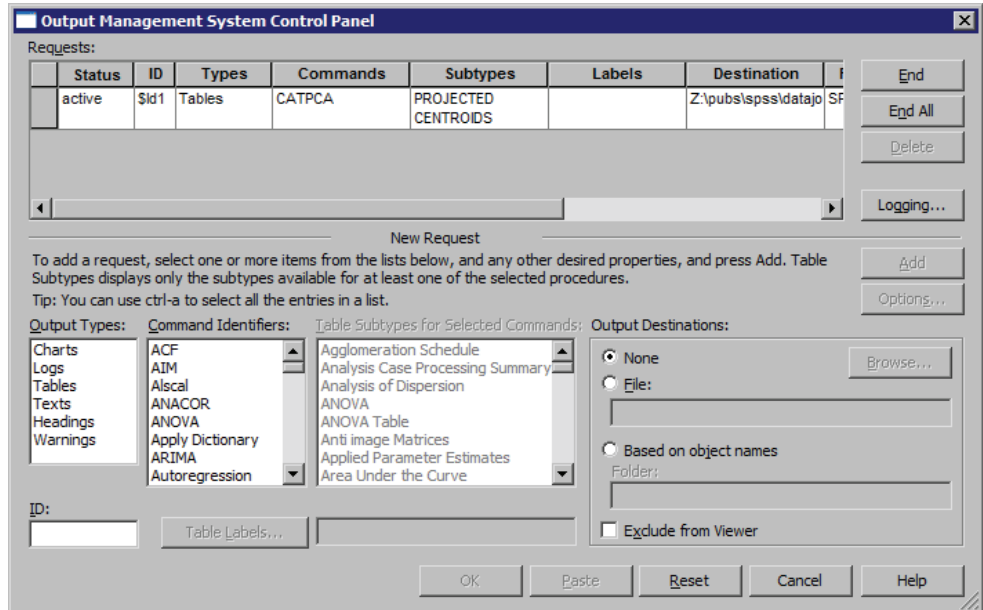 Output Management System Control Panel
Requests:
Status ID Types Commands Subtypes Labels Destination
active $Id1 Tables CATPCA PROJECTED CENTROIDS Z:\pubs\spss\datajo SF
End
End All
Delete
Logging...
New Request
To add a request, select one or more items from the lists below, and any other desired properties, and press Add. Table
Subtypes displays only the subtypes available for at least one of the selected procedures.
Tip: You can use ctrl-a to select all the entries in a list.
Add
Options...
Output Types:
Charts
Logs
Tables
Texts
Headings
Warnings
Command Identifiers:
ACF
AIM
Alscal
ANACOR
ANOVA
Apply Dictionary
ARIMA
Autoregression
Table Subtypes for Selected Commands:
Agglomeration Schedule
Analysis Case Processing Summary
Analysis of Dispersion
ANOVA
ANOVA Table
Anti image Matrices
Applied Parameter Estimates
Area Under the Curve
Output Destinations:
None
Browse...
File:
Based on object names
Folder:
Exclude from Viewer
ID:
Table Labels...
OK
Paste
Reset
Cancel
Help